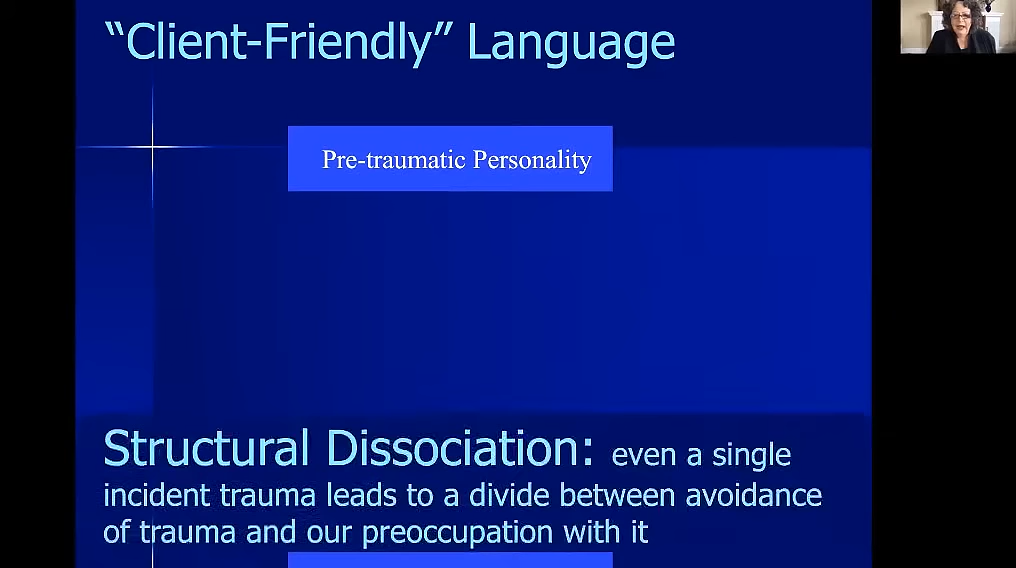 “Client-Friendly” Language
Pre-traumatic Personality
Structural Dissociation: even a single
incident trauma leads to a divide between avoidance
of trauma and our preoccupation with it